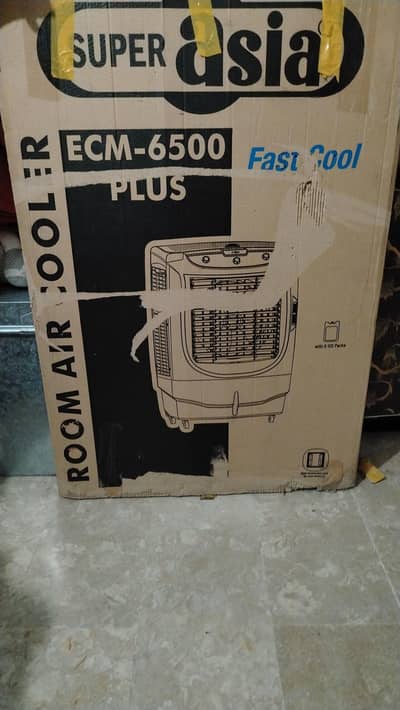 SUPER asia
ECM-6500
PLUS
Fast Cool
ROOM AIR COOLER